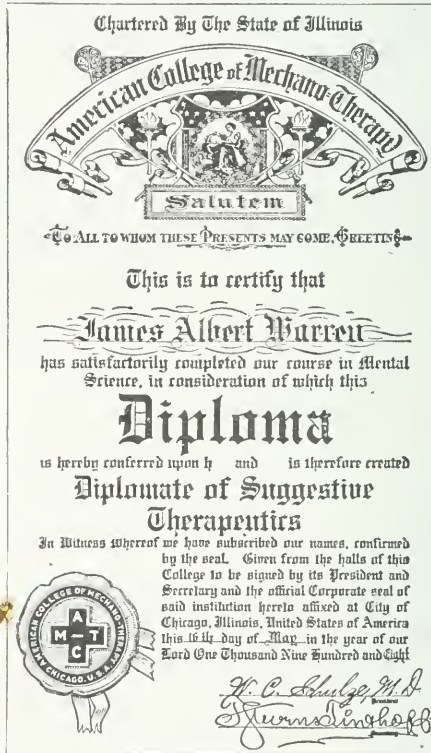 Chartered By The State of Illinois
American College of Mechano-Therapy
Salutem
To All to whom these Presents may come, Greeting
This is to certify that
James Albert Warren
has satisfactorily completed our course in Mental
Science, in consideration of which this
Diploma
is hereby conferred upon h and is therefore created
Diplomate of Suggestive
Therapeutics
In Witness Whereof we have subscribed our names, confirmed
by the seal. Given from the halls of this
College to be signed by its President and
Secretary and the official Corporate seal of
said institution hereto affixed at City of
Chicago, Illinois, United States of America
this 16th day of May in the year of our
Lord One Thousand Nine Hundred and Eight
AMERICAN COLLEGE OF MECHANO-THERAPY
A
M T
C
CHICAGO, U.S.A.
W. C. Schulze, M. D.
President